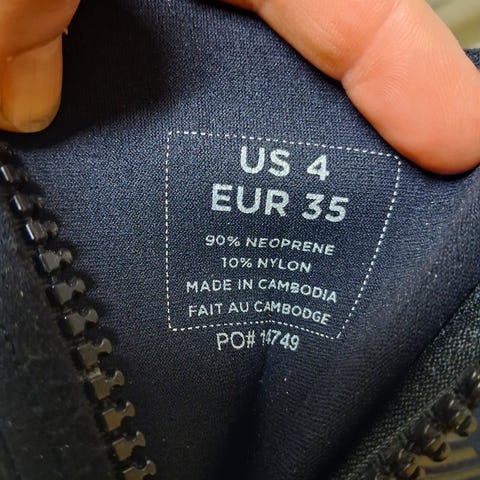 US 4
EUR 35
90% NEOPRENE
10% NYLON
MADE IN CAMBODIA
FAIT AU CAMBODGE
PO# 14749